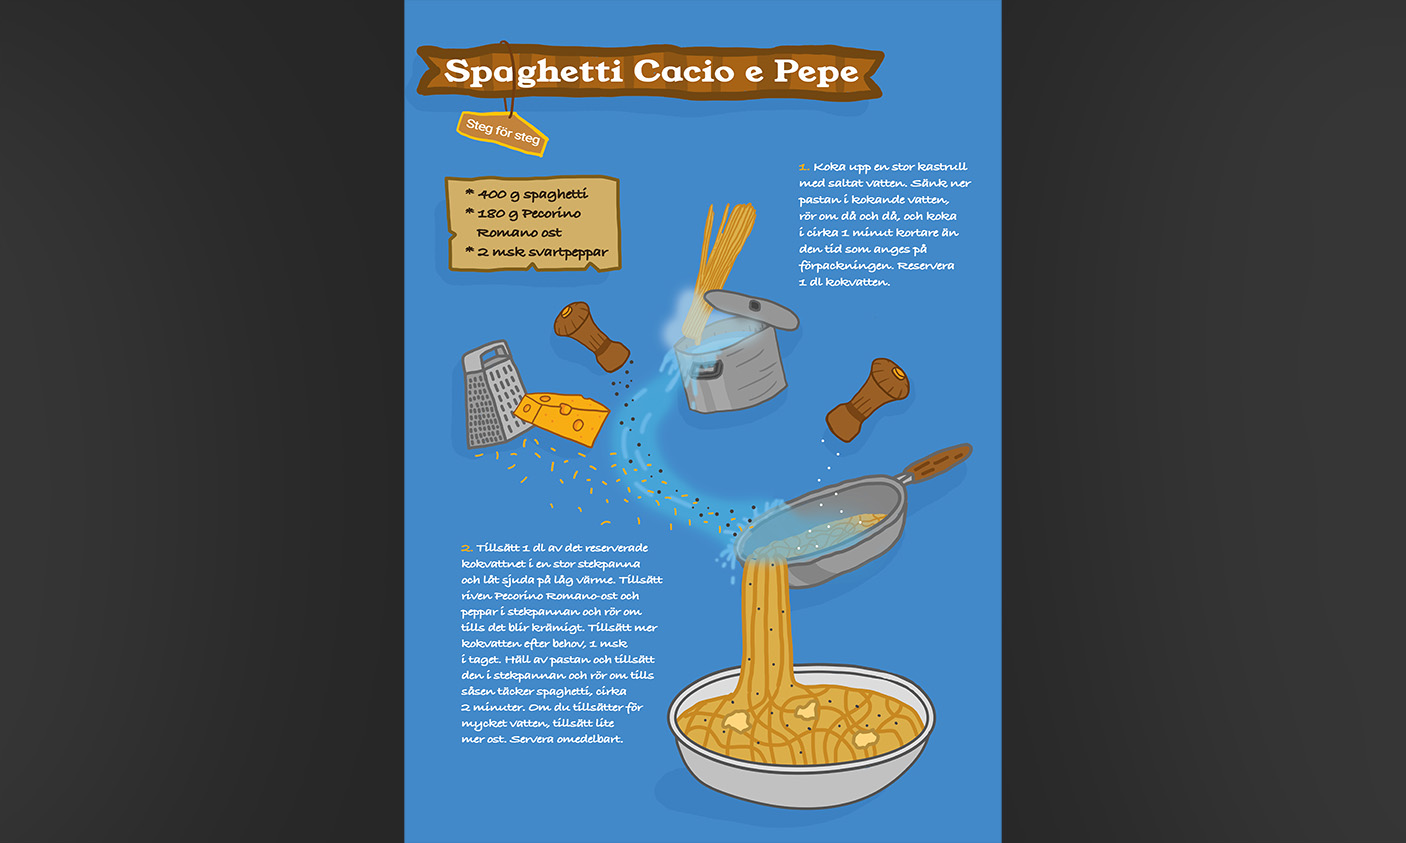 Spaghetti Cacio e Pepe
Steg för steg
* 400 g spaghetti
* 180 g Pecorino
Romano ost
* 2 msk svartpeppar
1. Koka upp en stor kastrull
med saltat vatten. Sänk ner
pastan i kokande vatten,
rör om då och då, och koka
i cirka 1 minut kortare än
den tid som anges på
förpackningen. Reservera
1 dl kokvatten.
2. Tillsätt 1 dl av det reserverade
kokvattnet i en stor stekpanna
och låt sjuda på låg värme. Tillsätt
riven Pecorino Romano-ost och
peppar i stekpannan och rör om
tills det blir krämigt. Tillsätt mer
kokvatten efter behov, 1 msk
i taget. Häll av pastan och tillsätt
den i stekpannan och rör om tills
såsen täcker spaghetti, cirka
2 minuter. Om du tillsätter för
mycket vatten, tillsätt lite
mer ost. Servera omedelbart.